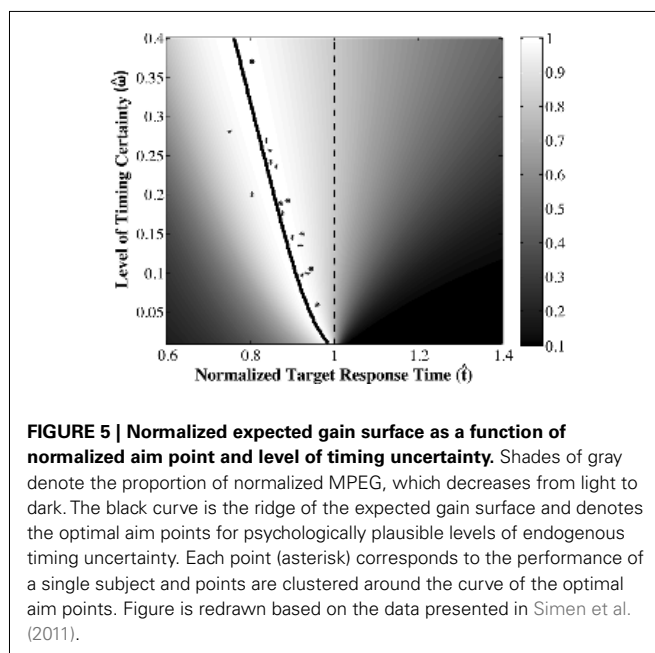 0.4
0.35
0.3
0.25
0.2
0.15
0.1
0.05
Level of Timing Certainty (ω̂)
0.6
0.8
1
1.2
1.4
Normalized Target Response Time (t̂)
1
0.9
0.8
0.7
0.6
0.5
0.4
0.3
0.2
0.1
FIGURE 5 | Normalized expected gain surface as a function of
normalized aim point and level of timing uncertainty. Shades of gray
denote the proportion of normalized MPEG, which decreases from light to
dark. The black curve is the ridge of the expected gain surface and denotes
the optimal aim points for psychologically plausible levels of endogenous
timing uncertainty. Each point (asterisk) corresponds to the performance of
a single subject and points are clustered around the curve of the optimal
aim points. Figure is redrawn based on the data presented in Simen et al.
(2011).